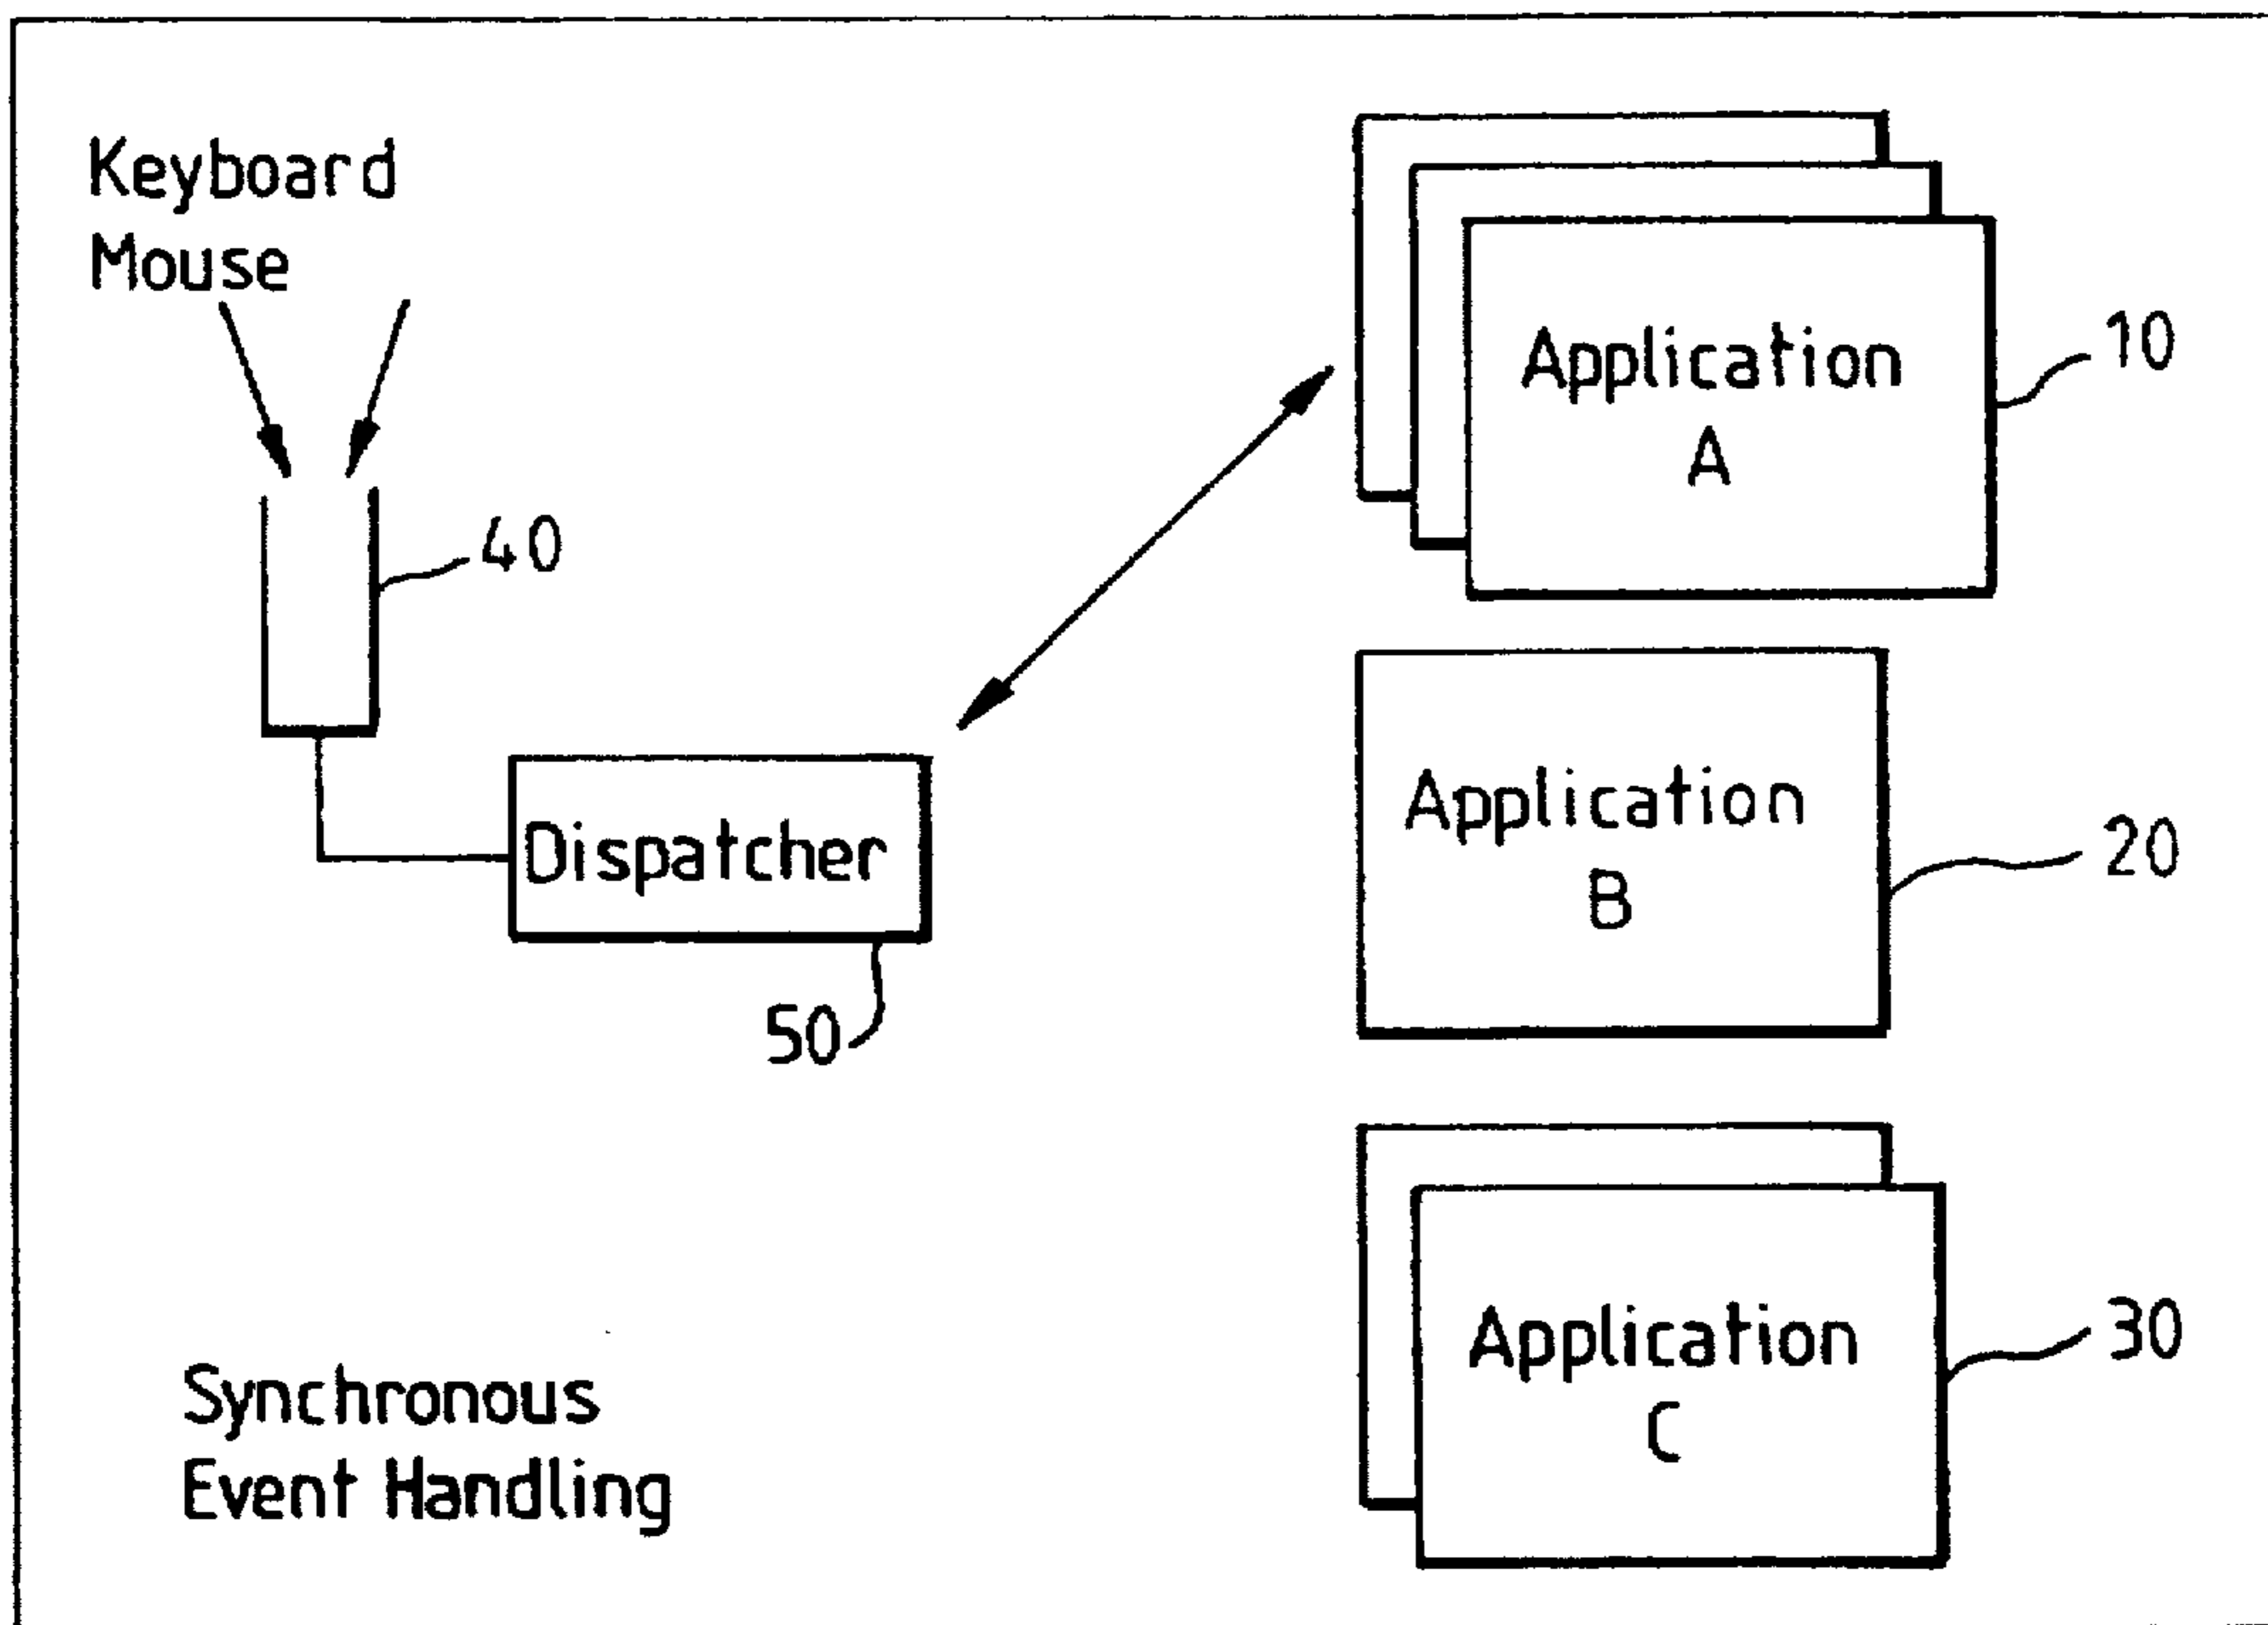 Keyboard
Mouse
40
Dispatcher
50
Synchronous
Event Handling
Application
A
10
Application
B
20
Application
C
30